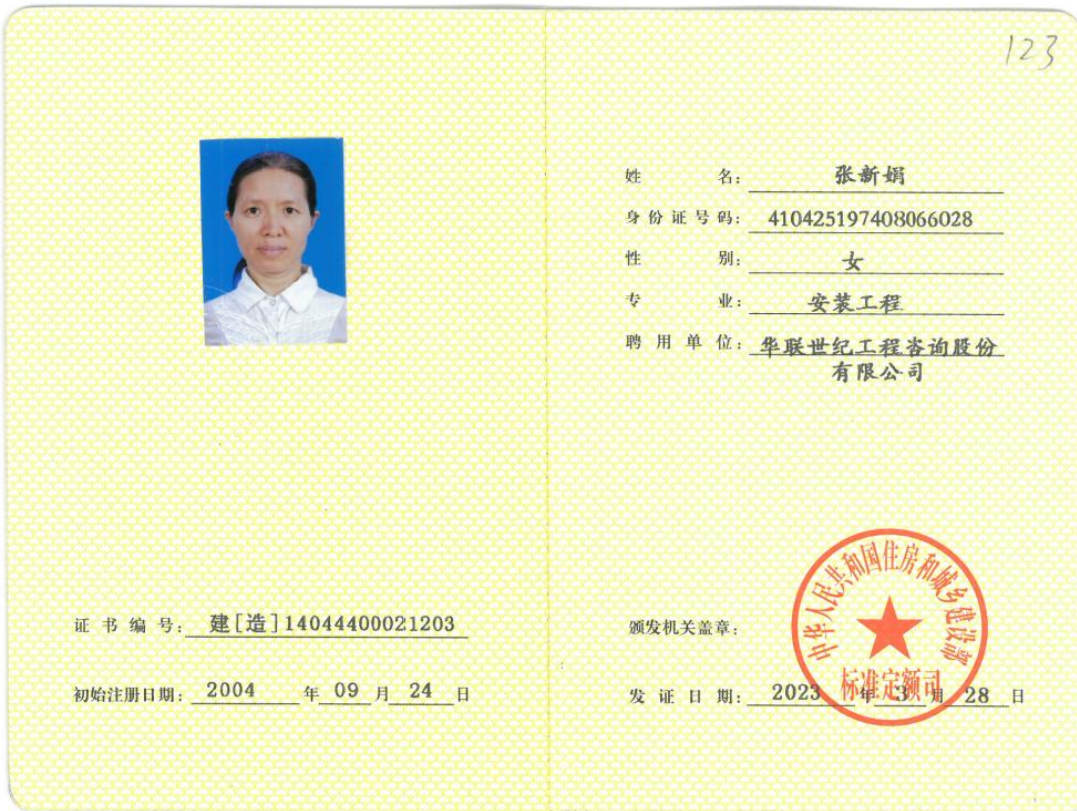 123
姓 名: 张新娟
身份证号码: 410425197408066028
性 别: 女
专 业: 安装工程
聘用单位: 华联世纪工程咨询股份
有限公司
证书编号: 建[造]14044400021203
初始注册日期: 2004 年 09 月 24 日
颁发机关盖章:
中华人民共和国住房和城乡建设部
标准定额司
发证日期: 2023 年 3 月 28 日